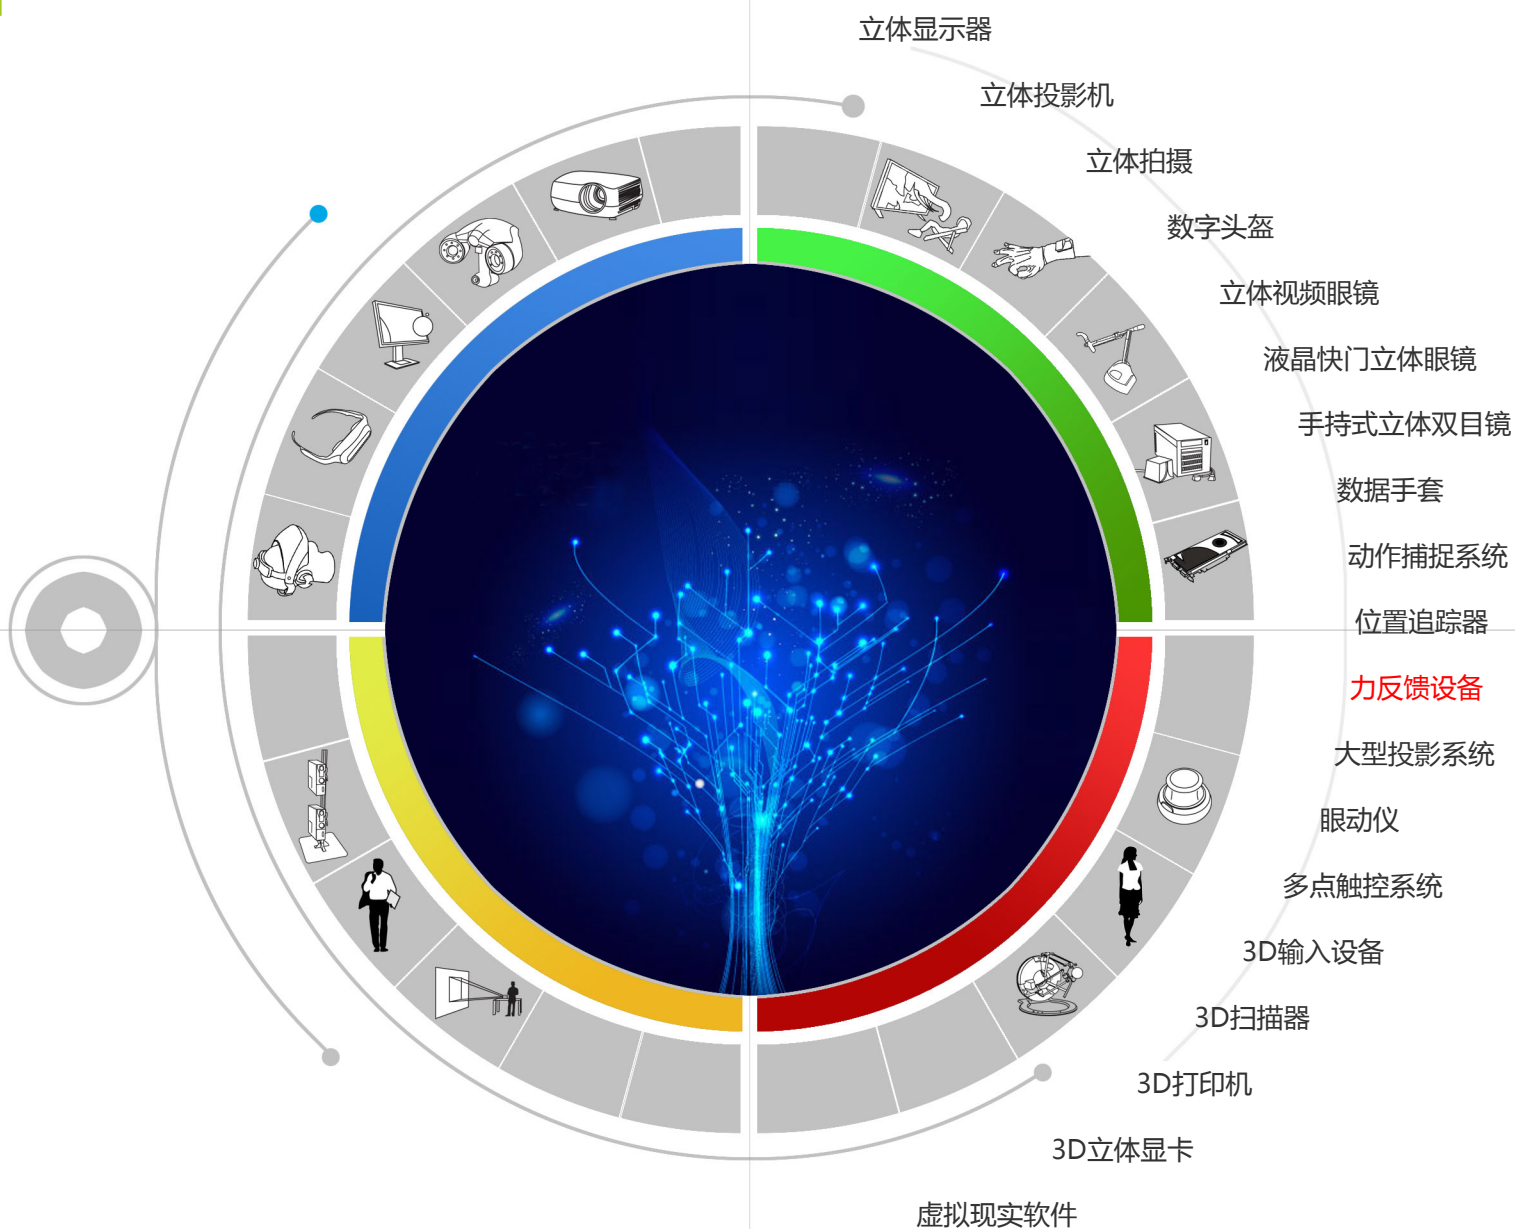 立体显示器
立体投影机
立体拍摄
数字头盔
立体视频眼镜
液晶快门立体眼镜
手持式立体双目镜
数据手套
动作捕捉系统
位置追踪器
力反馈设备
大型投影系统
眼动仪
多点触控系统
3D输入设备
3D扫描器
3D打印机
3D立体显卡
虚拟现实软件